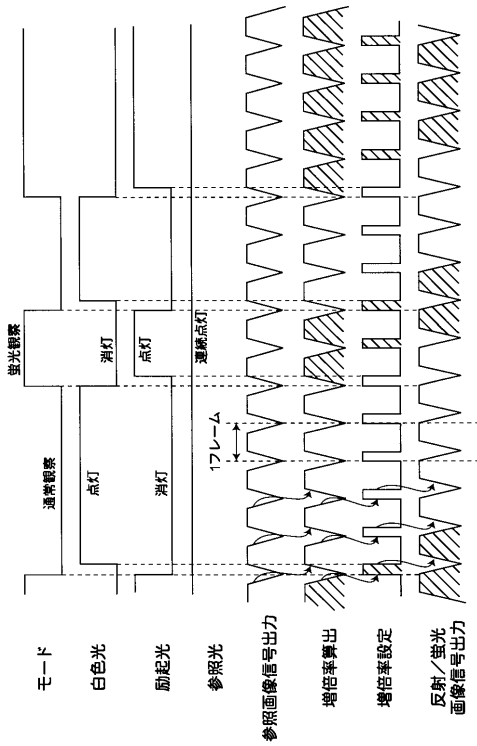 モード
白色光
励起光
参照光
参照画像信号出力
増倍率算出
増倍率設定
反射／蛍光
画像信号出力
通常観察
蛍光観察
点灯
消灯
消灯
点灯
連続点灯
1フレーム